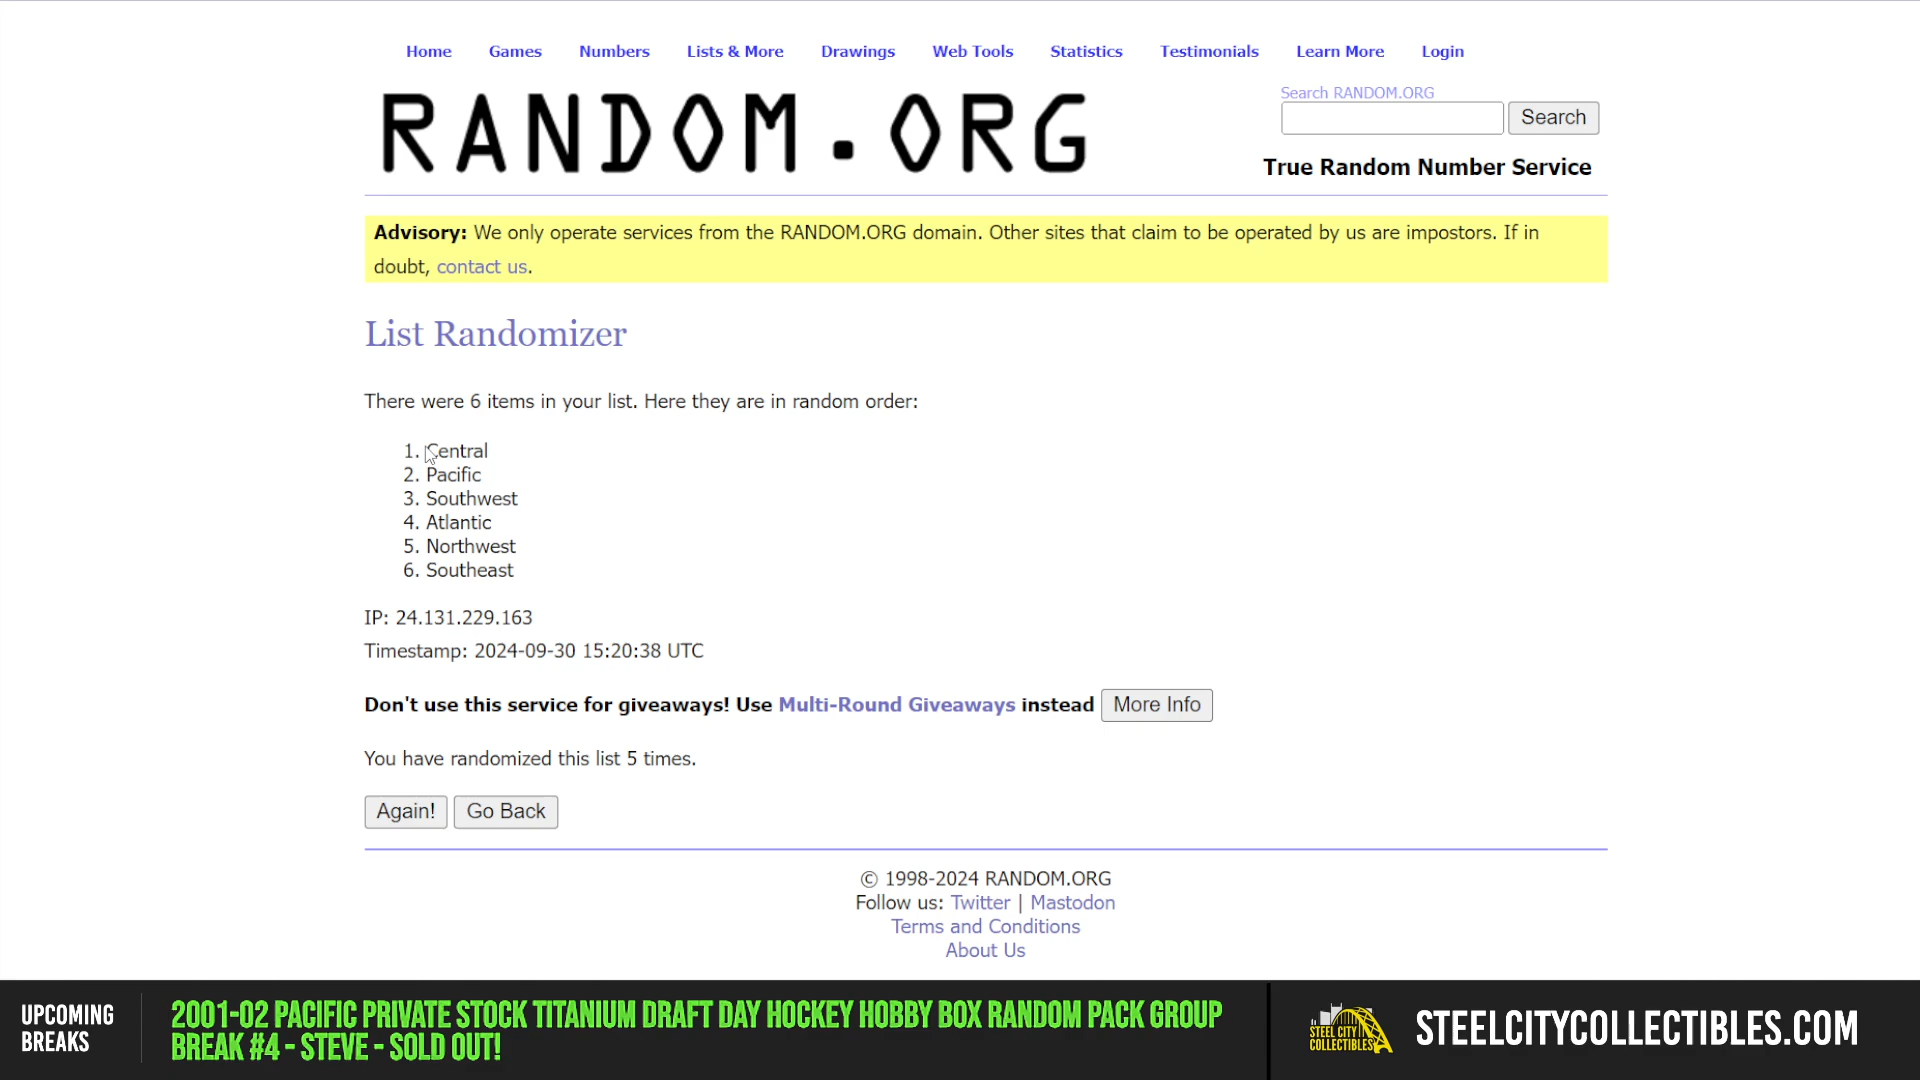 Home Games Numbers Lists & More Drawings Web Tools Statistics Testimonials Learn More Login
RANDOM.ORG
Search RANDOM.ORG
Search
True Random Number Service
Advisory: We only operate services from the RANDOM.ORG domain. Other sites that claim to be operated by us are impostors. If in
doubt, contact us.
List Randomizer
There were 6 items in your list. Here they are in random order:
1. Central
2. Pacific
3. Southwest
4. Atlantic
5. Northwest
6. Southeast
IP: 24.131.229.163
Timestamp: 2024-09-30 15:20:38 UTC
Don't use this service for giveaways! Use Multi-Round Giveaways instead More Info
You have randomized this list 5 times.
Again! Go Back
© 1998-2024 RANDOM.ORG
Follow us: Twitter | Mastodon
Terms and Conditions
About Us
UPCOMING
BREAKS
2001-02 PACIFIC PRIVATE STOCK TITANIUM DRAFT DAY HOCKEY HOBBY BOX RANDOM PACK GROUP
BREAK #4 - STEVE - SOLD OUT!
STEEL CITY
COLLECTIBLES
STEELCITYCOLLECTIBLES.COM